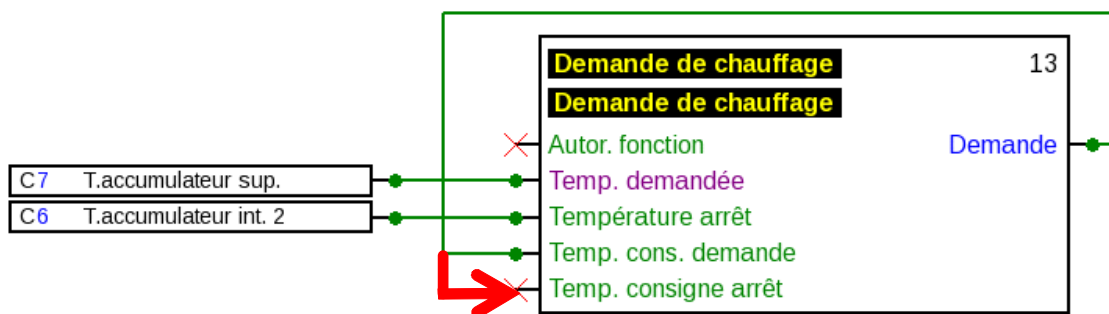 Demande de chauffage 13
Demande de chauffage
Autor. fonction Demande
C7 T.accumulateur sup. Temp. demandée
C6 T.accumulateur int. 2 Température arrêt
Temp. cons. demande
Temp. consigne arrêt